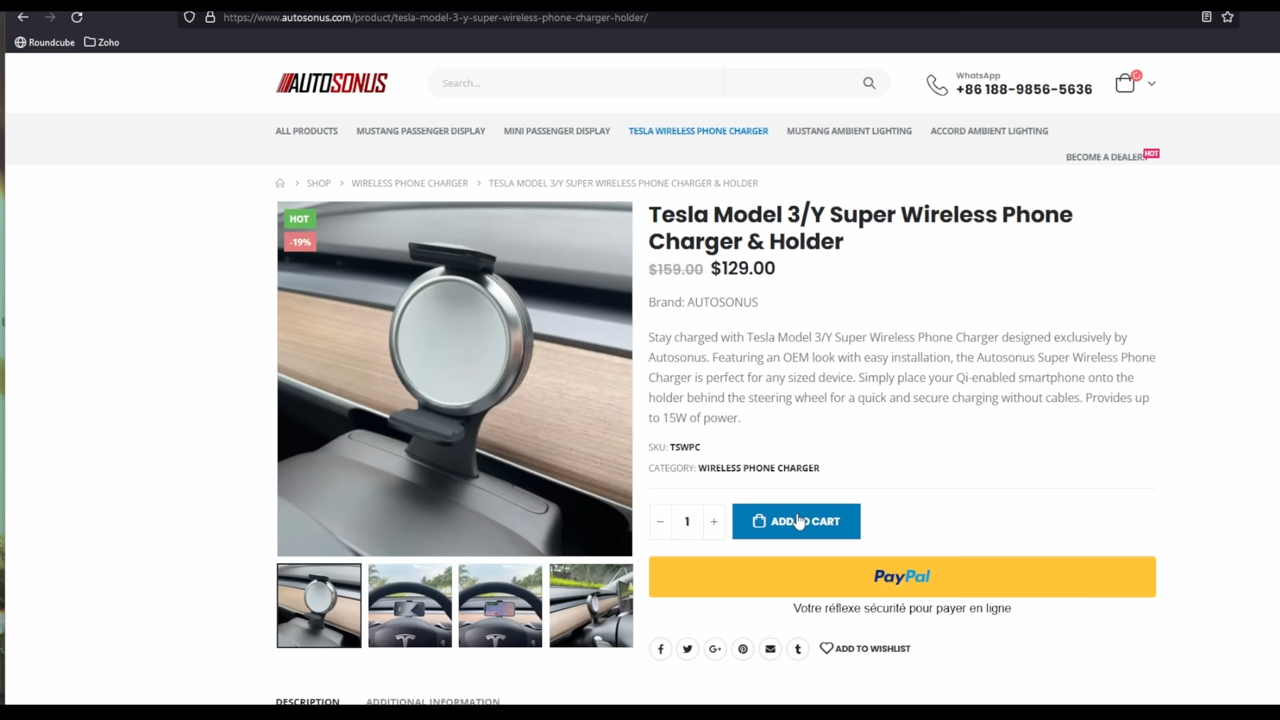 https://www.autosonus.com/product/tesla-model-3-y-super-wireless-phone-charger-holder/
Roundcube
Zoho
AUTOSONUS
Search...
WhatsApp
+86 188-9856-5636
ALL PRODUCTS
MUSTANG PASSENGER DISPLAY
MINI PASSENGER DISPLAY
TESLA WIRELESS PHONE CHARGER
MUSTANG AMBIENT LIGHTING
ACCORD AMBIENT LIGHTING
BECOME A DEALER!
HOT
SHOP > WIRELESS PHONE CHARGER > TESLA MODEL 3/Y SUPER WIRELESS PHONE CHARGER & HOLDER
HOT
-19%
Tesla Model 3/Y Super Wireless Phone
Charger & Holder
$159.00 $129.00
Brand: AUTOSONUS
Stay charged with Tesla Model 3/Y Super Wireless Phone Charger designed exclusively by
Autosonus. Featuring an OEM look with easy installation, the Autosonus Super Wireless Phone
Charger is perfect for any sized device. Simply place your Qi-enabled smartphone onto the
holder behind the steering wheel for a quick and secure charging without cables. Provides up
to 15W of power.
SKU: TSWPC
CATEGORY: WIRELESS PHONE CHARGER
− 1 +
ADD TO CART
PayPal
Votre réflexe sécurité pour payer en ligne
ADD TO WISHLIST
DESCRIPTION
ADDITIONAL INFORMATION